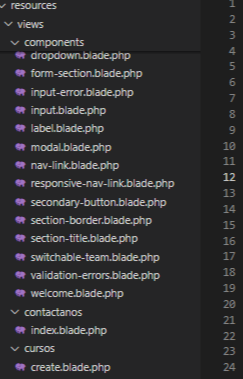 resources
views
components
dropdown.blade.php
form-section.blade.php
input-error.blade.php
input.blade.php
label.blade.php
modal.blade.php
nav-link.blade.php
responsive-nav-link.blade.php
secondary-button.blade.php
section-border.blade.php
section-title.blade.php
switchable-team.blade.php
validation-errors.blade.php
welcome.blade.php
contactanos
index.blade.php
cursos
create.blade.php
1
2
3
4
5
6
7
8
9
10
11
12
13
14
15
16
17
18
19
20
21
22
23
24